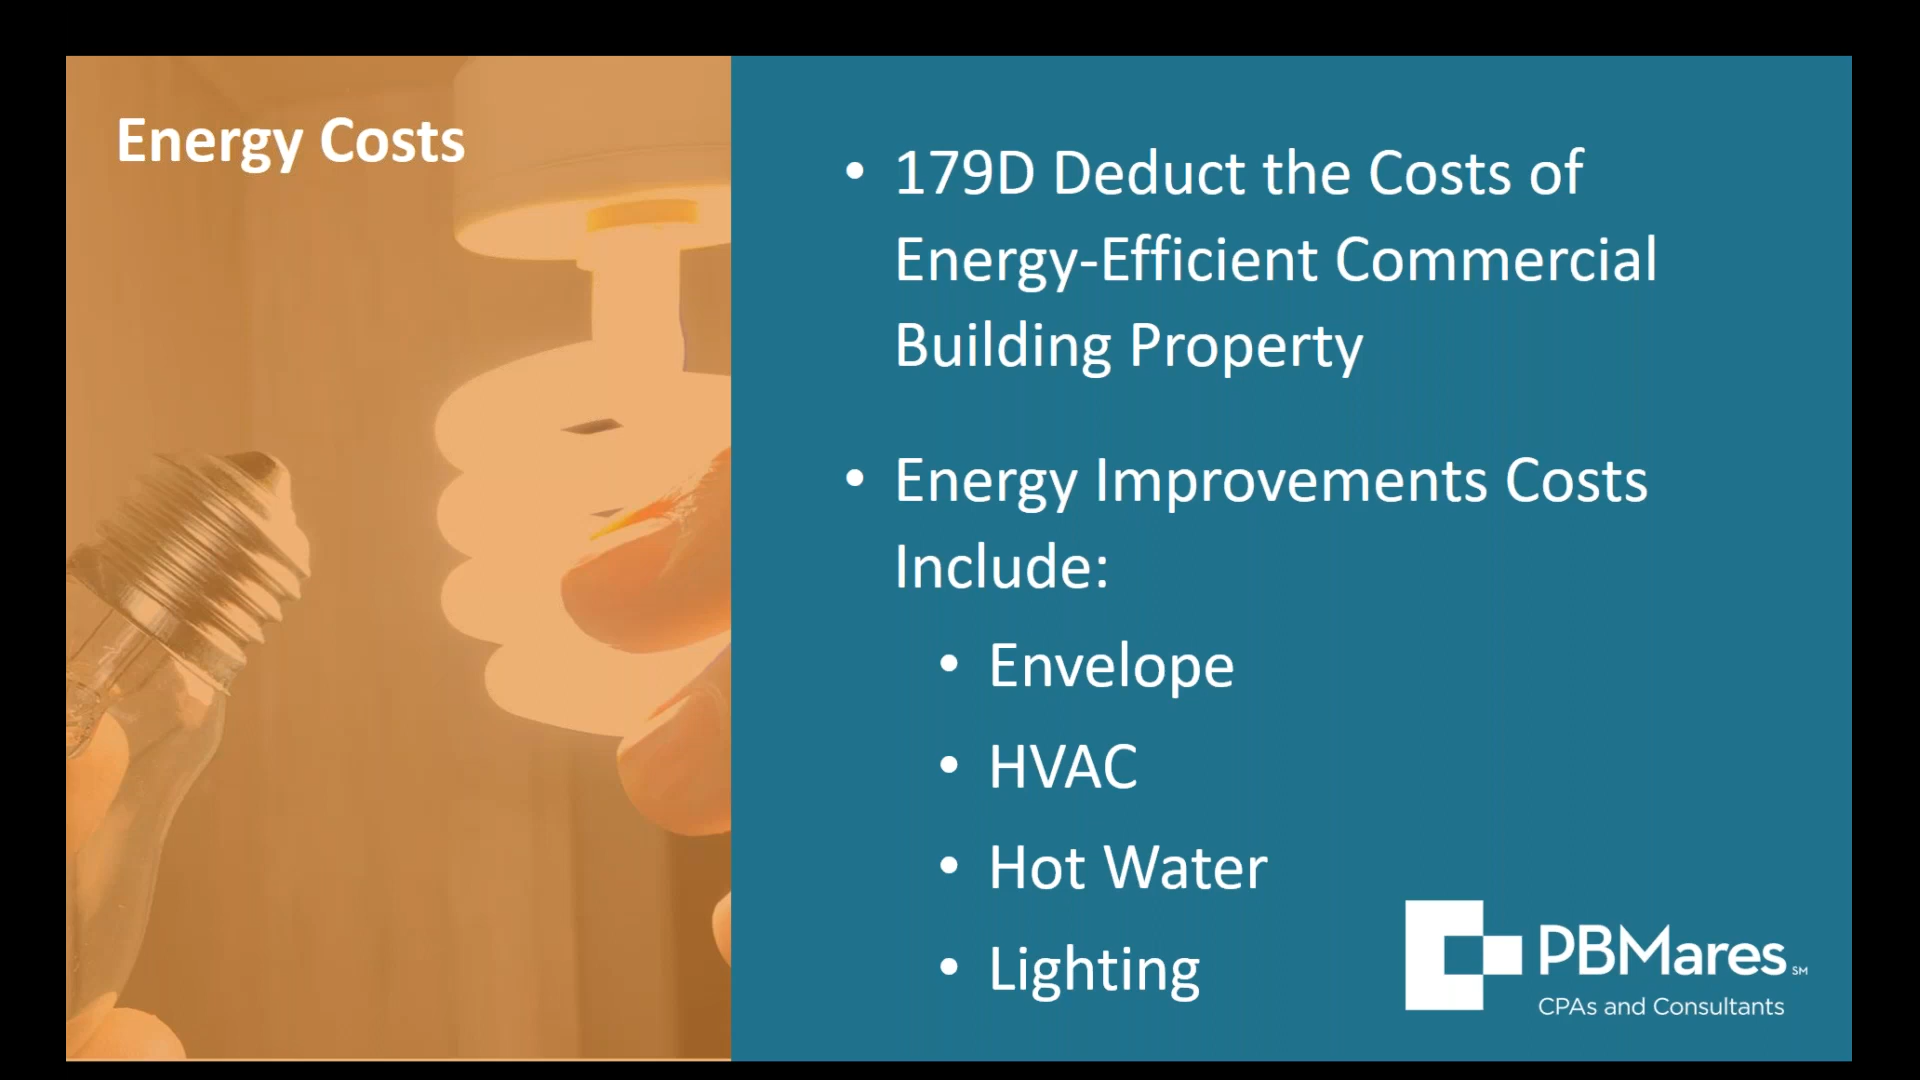 Energy Costs
• 179D Deduct the Costs of
Energy-Efficient Commercial
Building Property
• Energy Improvements Costs
Include:
• Envelope
• HVAC
• Hot Water
• Lighting
PBMares SM
CPAs and Consultants